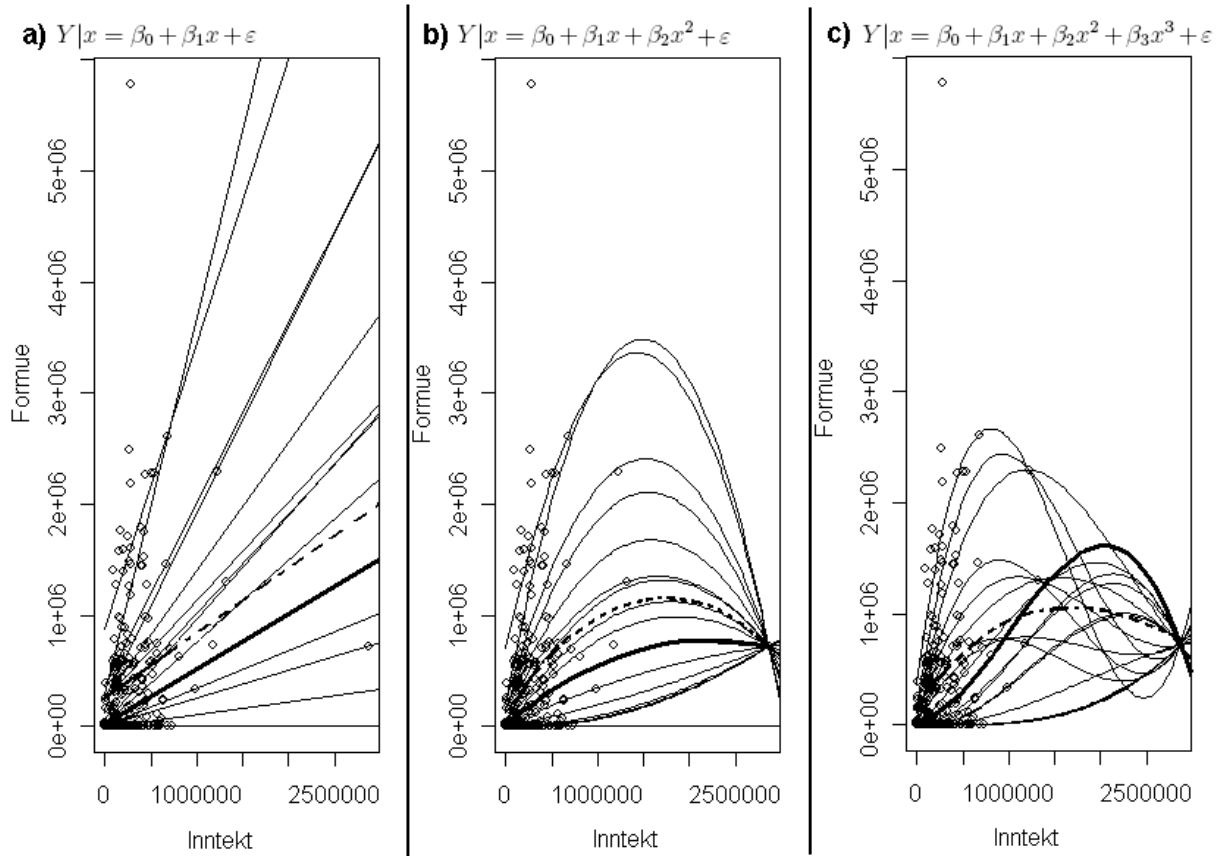 a) Y|x = β₀ + β₁x + ε
Formue
0e+00 1e+06 2e+06 3e+06 4e+06 5e+06
0 1000000 2500000
Inntekt
b) Y|x = β₀ + β₁x + β₂x² + ε
Formue
0e+00 1e+06 2e+06 3e+06 4e+06 5e+06
0 1000000 2500000
Inntekt
c) Y|x = β₀ + β₁x + β₂x² + β₃x³ + ε
Formue
0e+00 1e+06 2e+06 3e+06 4e+06 5e+06
0 1000000 2500000
Inntekt